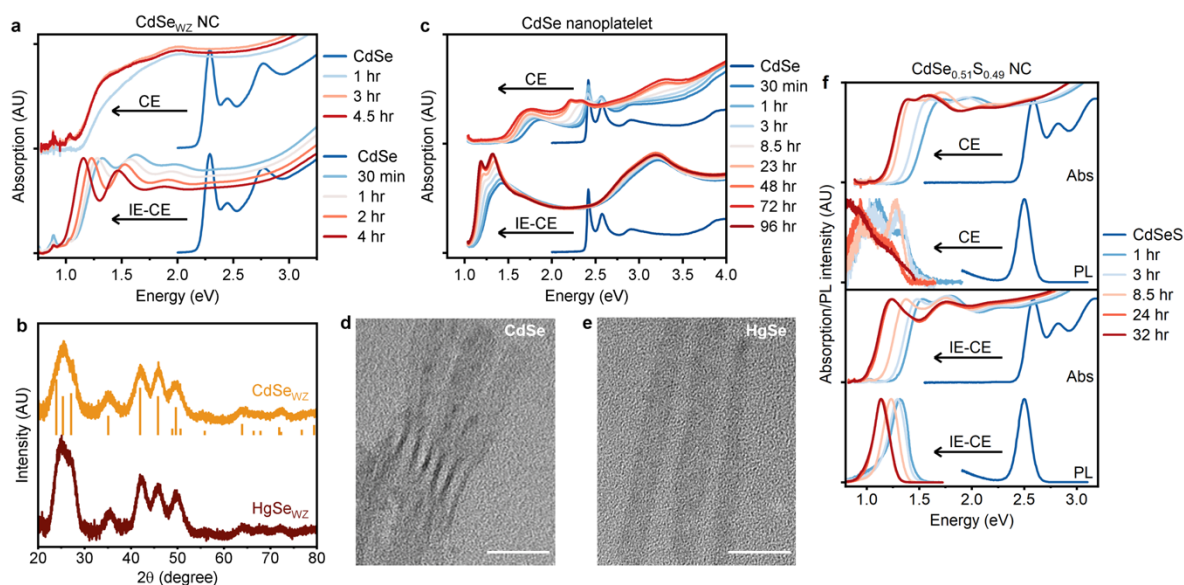 a
CdSeWZ NC
Absorption (AU)
CE
IE-CE
CdSe
1 hr
3 hr
4.5 hr
CdSe
30 min
1 hr
2 hr
4 hr
1.0 1.5 2.0 2.5 3.0
Energy (eV)
c
CdSe nanoplatelet
Absorption (AU)
CE
IE-CE
CdSe
30 min
1 hr
3 hr
8.5 hr
23 hr
48 hr
72 hr
96 hr
1.0 1.5 2.0 2.5 3.0 3.5 4.0
Energy (eV)
f
CdSe0.51S0.49 NC
Absorption/PL intensity (AU)
CE
Abs
CE
PL
IE-CE
Abs
IE-CE
PL
CdSeS
1 hr
3 hr
8.5 hr
24 hr
32 hr
1.0 1.5 2.0 2.5 3.0
Energy (eV)
b
Intensity (AU)
CdSeWZ
HgSeWZ
20 30 40 50 60 70 80
2θ (degree)
d
CdSe
e
HgSe